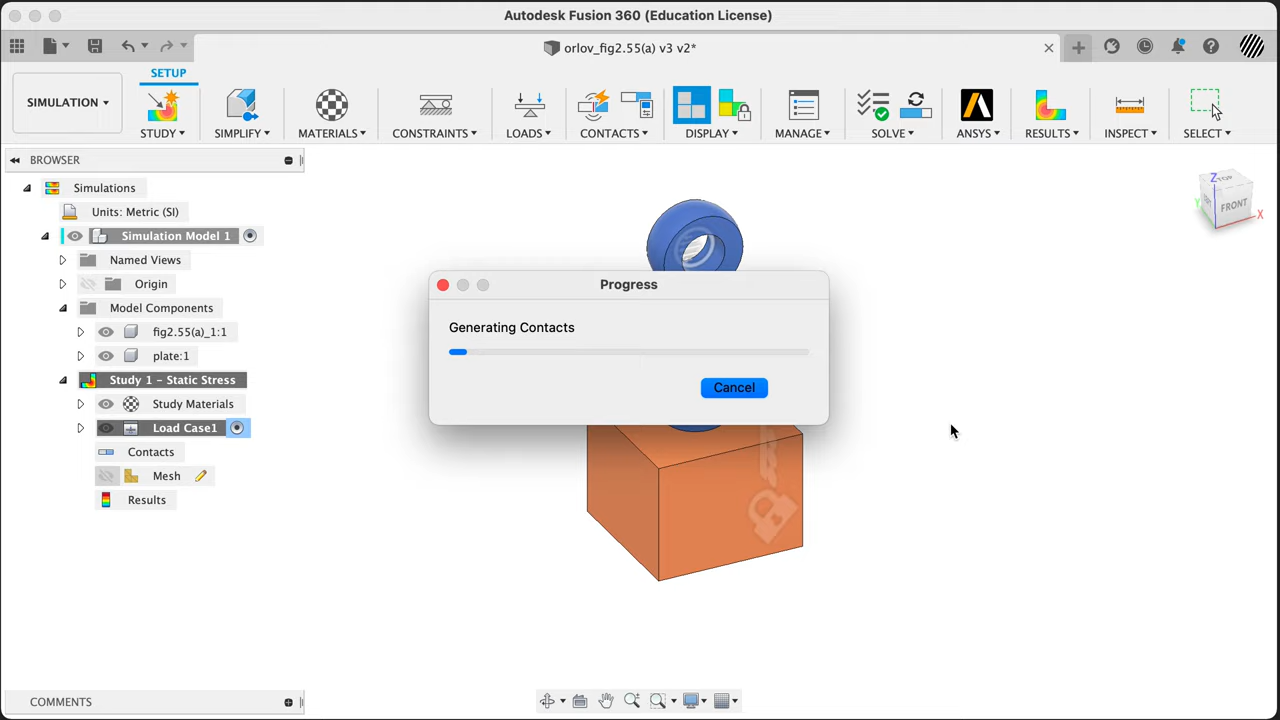 Autodesk Fusion 360 (Education License)
orlov_fig2.55(a) v3 v2*
SETUP
SIMULATION
STUDY
SIMPLIFY
MATERIALS
CONSTRAINTS
LOADS
CONTACTS
DISPLAY
MANAGE
SOLVE
ANSYS
RESULTS
INSPECT
SELECT
BROWSER
Simulations
Units: Metric (SI)
Simulation Model 1
Named Views
Origin
Model Components
fig2.55(a)_1:1
plate:1
Study 1 - Static Stress
Study Materials
Load Case1
Contacts
Mesh
Results
Progress
Generating Contacts
Cancel
TOP
FRONT
Z
Y
X
COMMENTS